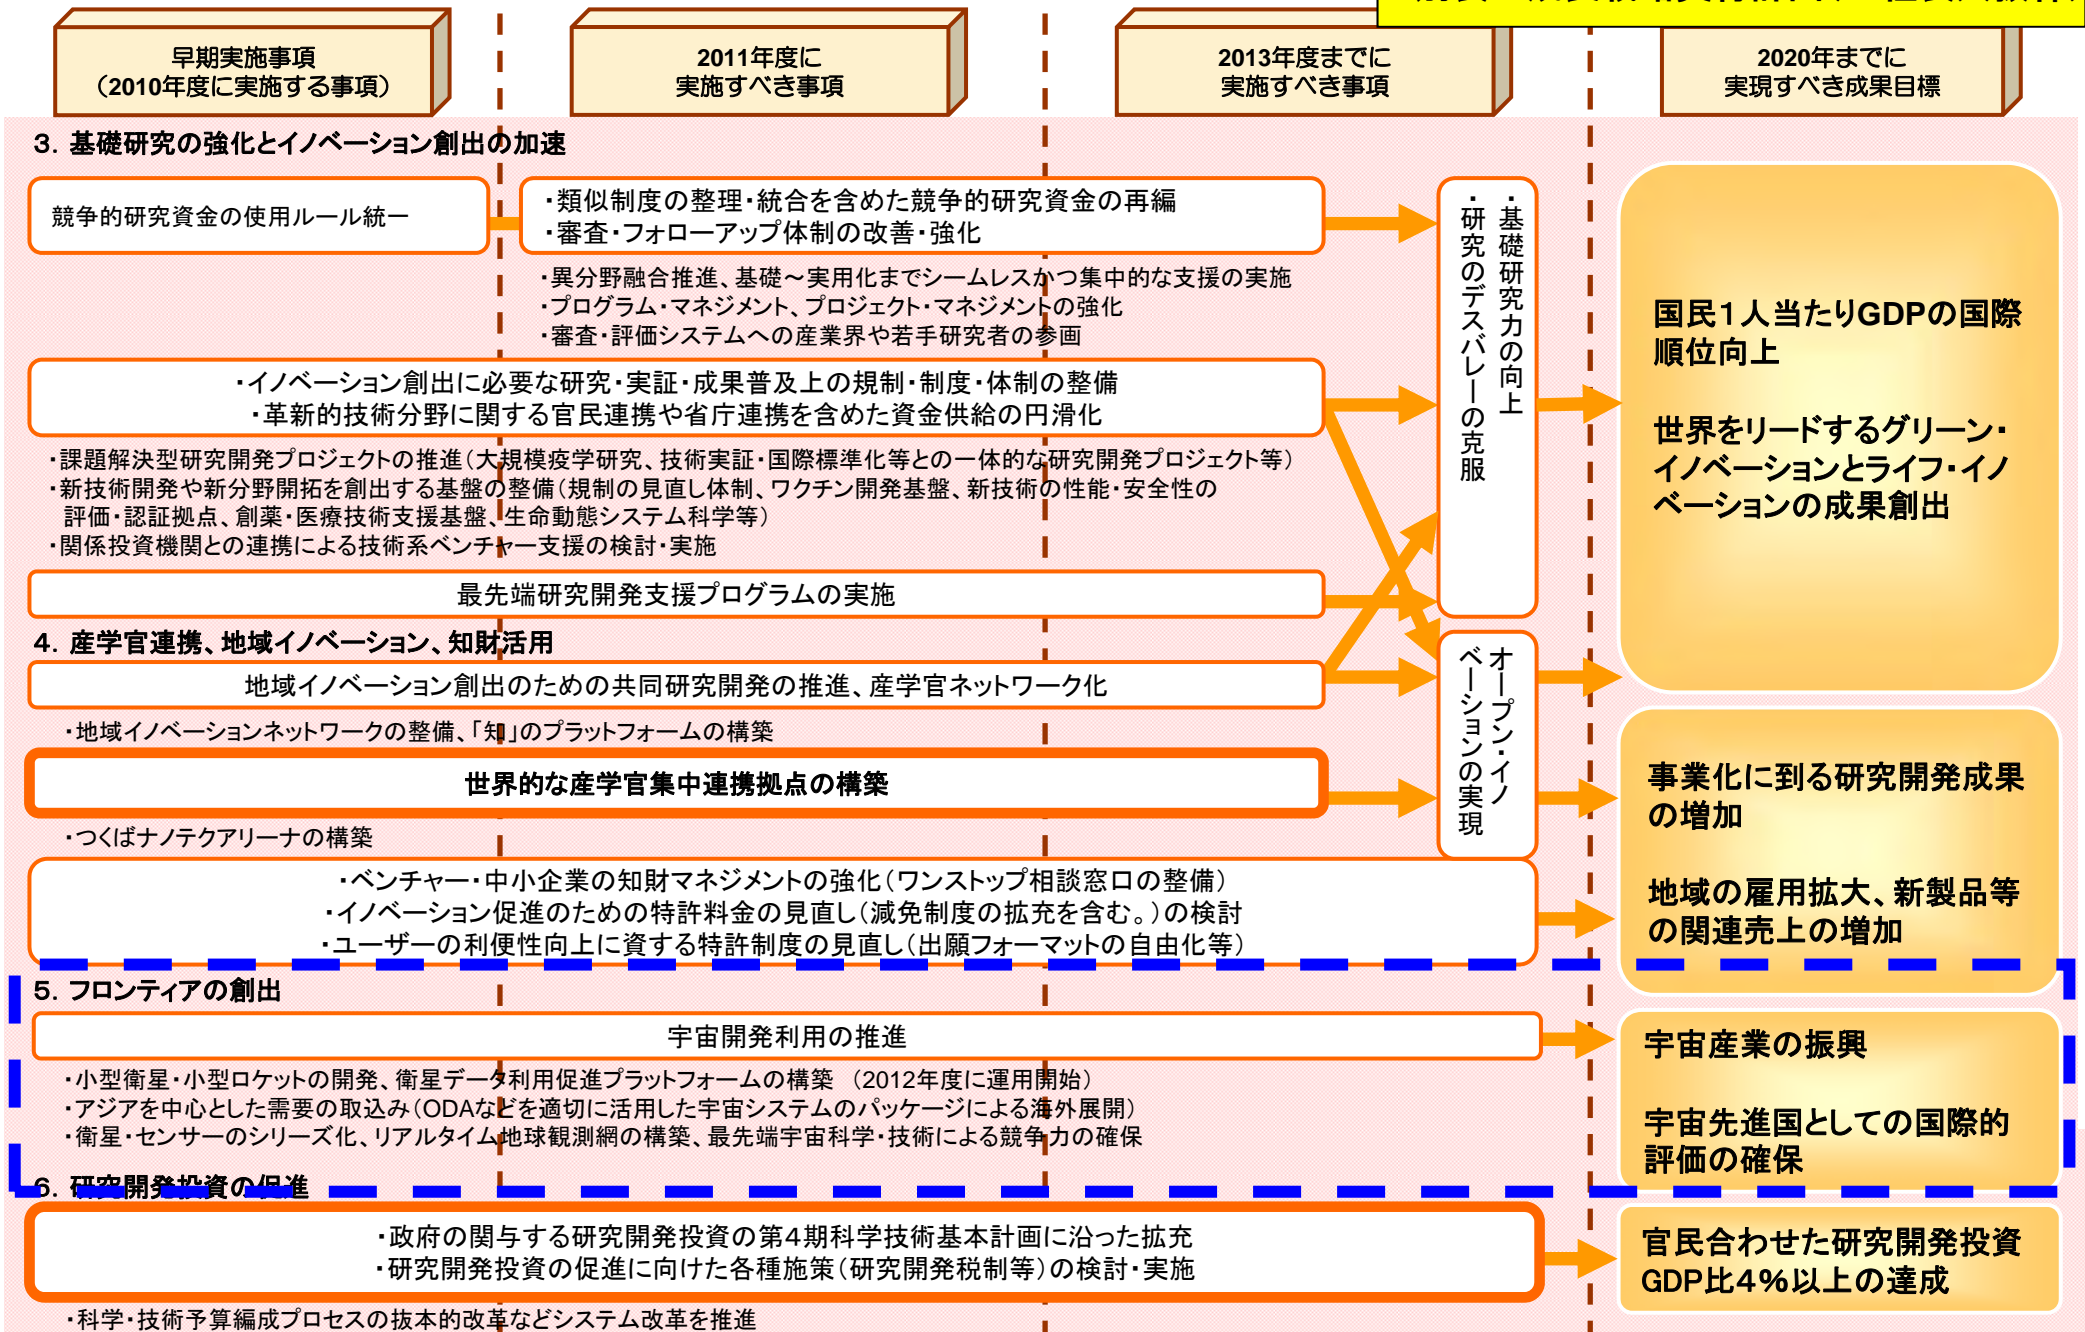 早期実施事項
（2010年度に実施する事項）
2011年度に
実施すべき事項
2013年度までに
実施すべき事項
2020年までに
実現すべき成果目標
３．基礎研究の強化とイノベーション創出の加速
競争的研究資金の使用ルール統一
・類似制度の整理・統合を含めた競争的研究資金の再編
・審査・フォローアップ体制の改善・強化
・異分野融合推進、基礎～実用化までシームレスかつ集中的な支援の実施
・プログラム・マネジメント、プロジェクト・マネジメントの強化
・審査・評価システムへの産業界や若手研究者の参画
・イノベーション創出に必要な研究・実証・成果普及上の規制・制度・体制の整備
・革新的技術分野に関する官民連携や省庁連携を含めた資金供給の円滑化
・課題解決型研究開発プロジェクトの推進（大規模疫学研究、技術実証・国際標準化等との一体的な研究開発プロジェクト等）
・新技術開発や新分野開拓を創出する基盤の整備（規制の見直し体制、ワクチン開発基盤、新技術の性能・安全性の
評価・認証拠点、創薬・医療技術支援基盤、生命動態システム科学等）
・関係投資機関との連携による技術系ベンチャー支援の検討・実施
最先端研究開発支援プログラムの実施
・基礎研究力の向上
・研究のデスバレーの克服
国民１人当たりGDPの国際
順位向上
世界をリードするグリーン・
イノベーションとライフ・イノ
ベーションの成果創出
４．産学官連携、地域イノベーション、知財活用
地域イノベーション創出のための共同研究開発の推進、産学官ネットワーク化
・地域イノベーションネットワークの整備、「知」のプラットフォームの構築
世界的な産学官集中連携拠点の構築
・つくばナノテクアリーナの構築
オープン・イノ
ベーションの実現
・ベンチャー・中小企業の知財マネジメントの強化（ワンストップ相談窓口の整備）
・イノベーション促進のための特許料金の見直し（減免制度の拡充を含む。）の検討
・ユーザーの利便性向上に資する特許制度の見直し（出願フォーマットの自由化等）
事業化に到る研究開発成果
の増加
地域の雇用拡大、新製品等
の関連売上の増加
５．フロンティアの創出
宇宙開発利用の推進
・小型衛星・小型ロケットの開発、衛星データ利用促進プラットフォームの構築　（2012年度に運用開始）
・アジアを中心とした需要の取込み（ODAなどを適切に活用した宇宙システムのパッケージによる海外展開）
・衛星・センサーのシリーズ化、リアルタイム地球観測網の構築、最先端宇宙科学・技術による競争力の確保
宇宙産業の振興
宇宙先進国としての国際的
評価の確保
６．研究開発投資の促進
・政府の関与する研究開発投資の第４期科学技術基本計画に沿った拡充
・研究開発投資の促進に向けた各種施策（研究開発税制等）の検討・実施
・科学・技術予算編成プロセスの抜本的改革などシステム改革を推進
官民合わせた研究開発投資
GDP比４％以上の達成